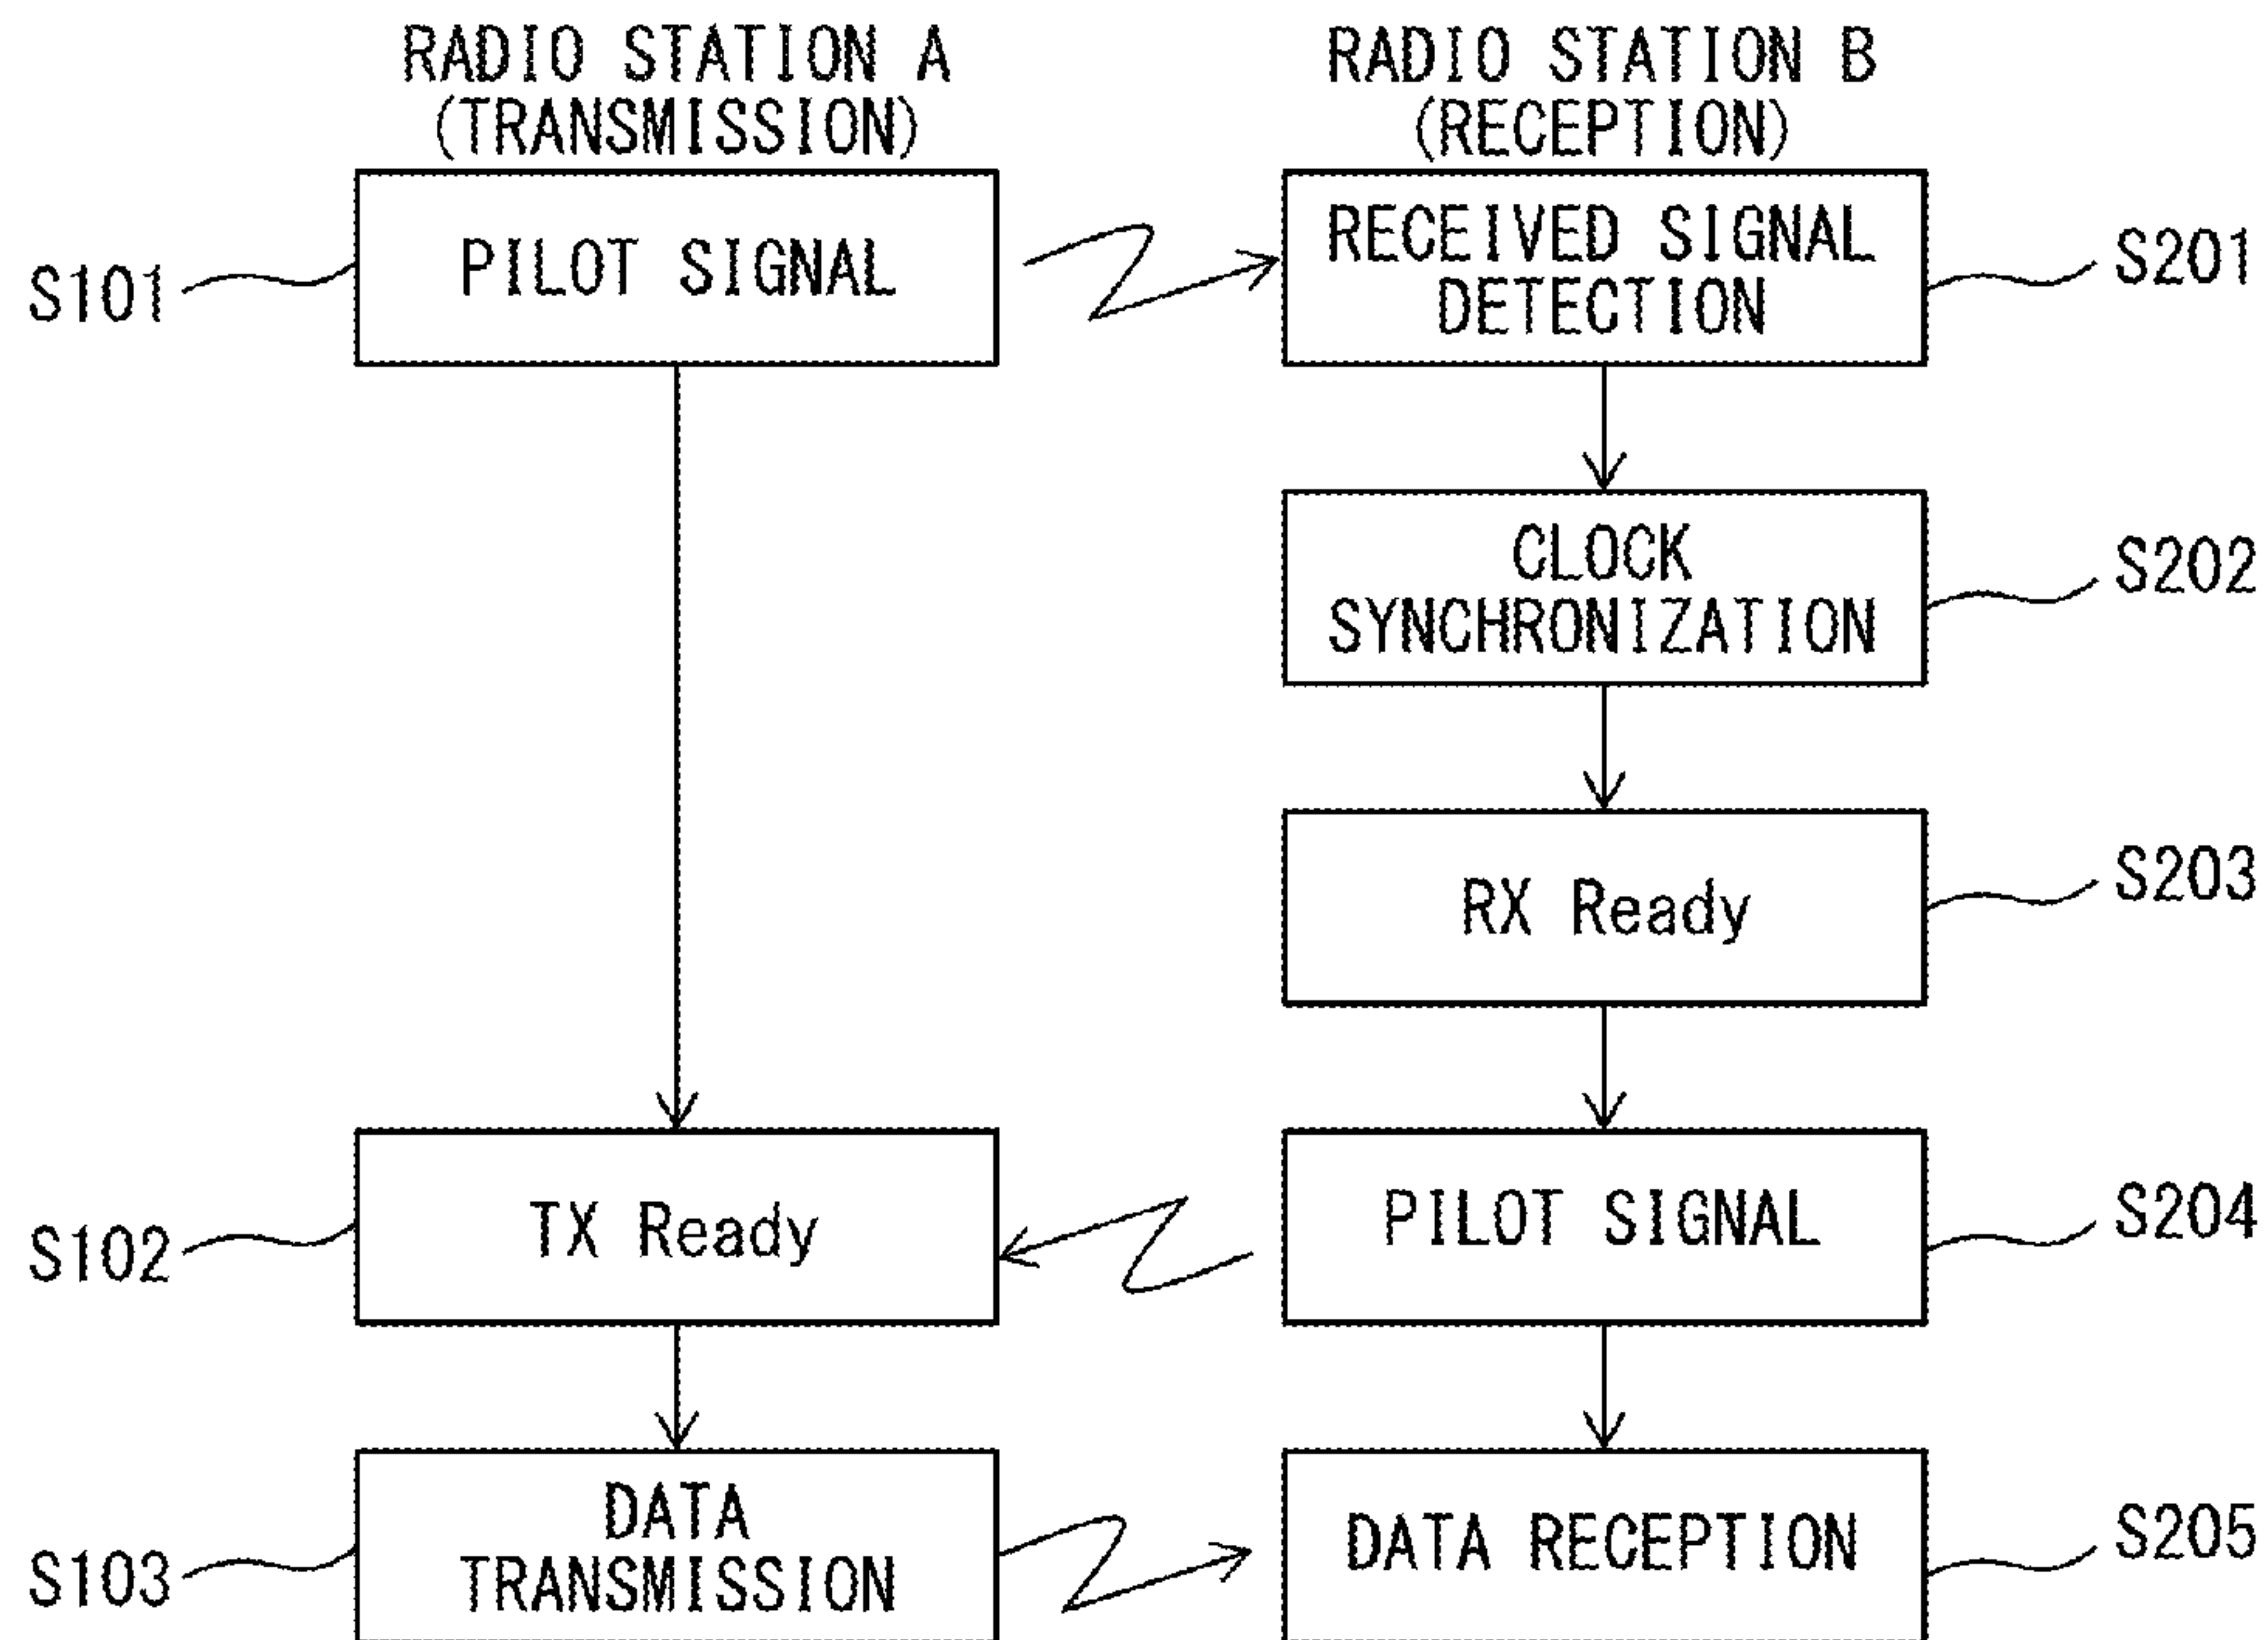 RADIO STATION A
(TRANSMISSION)
RADIO STATION B
(RECEPTION)
S101
PILOT SIGNAL
RECEIVED SIGNAL
DETECTION
S201
CLOCK
SYNCHRONIZATION
S202
RX Ready
S203
S102
TX Ready
PILOT SIGNAL
S204
S103
DATA
TRANSMISSION
DATA RECEPTION
S205